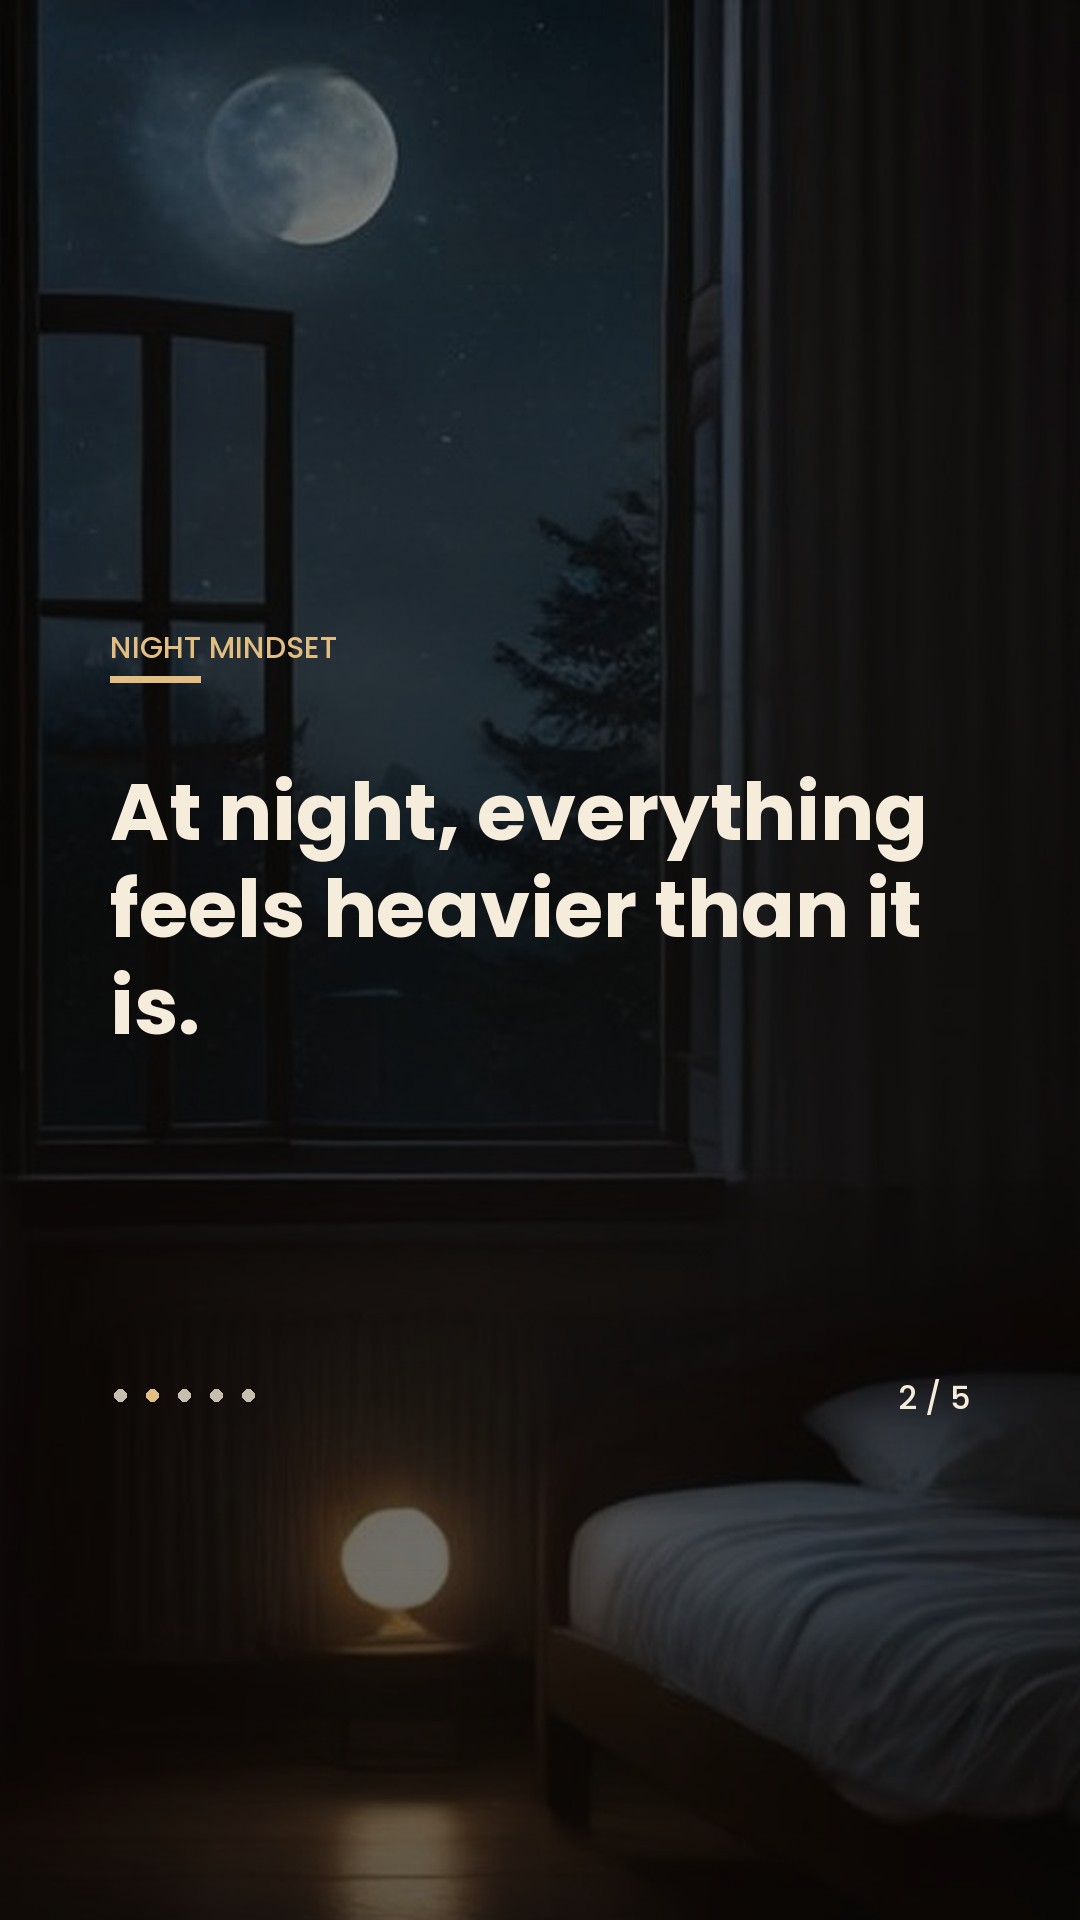 NIGHT MINDSET
At night, everything
feels heavier than it
is.
2 / 5